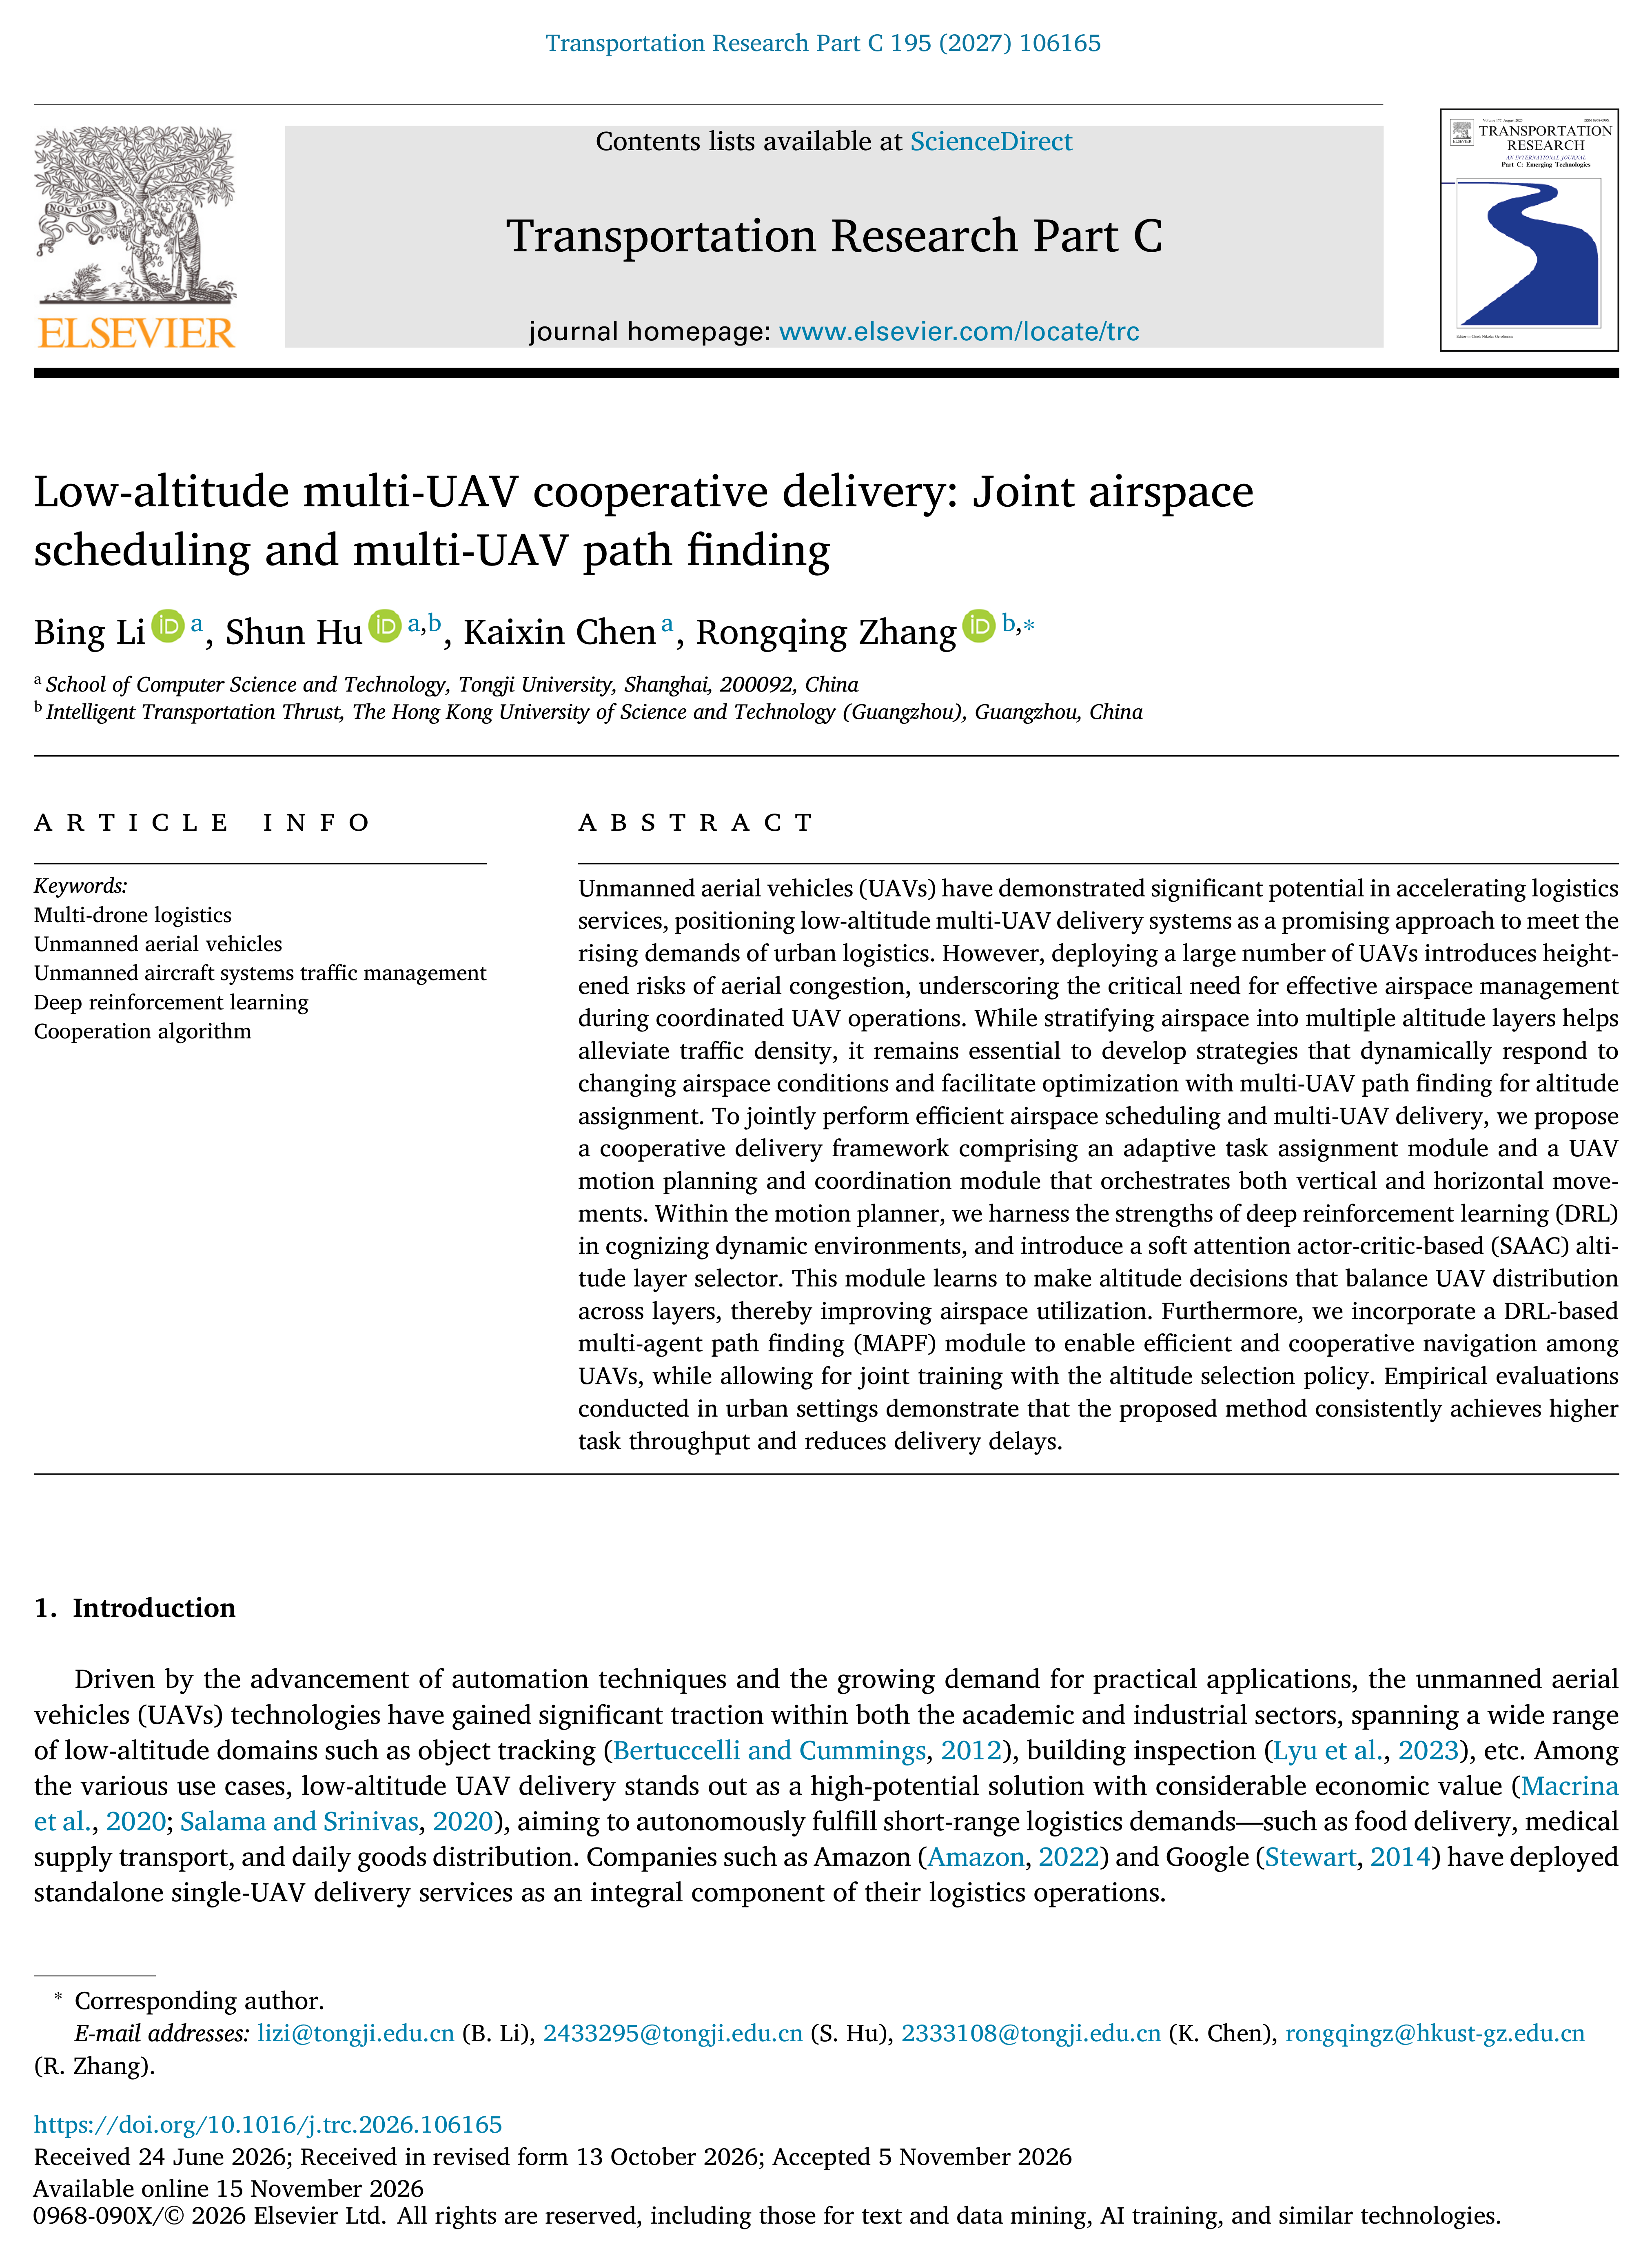 Transportation Research Part C 195 (2027) 106165
NON SOLUS
ELSEVIER
Contents lists available at ScienceDirect
Transportation Research Part C
journal homepage: www.elsevier.com/locate/trc
ELSEVIER
TRANSPORTATION
RESEARCH
AN INTERNATIONAL JOURNAL
Part C: Emerging Technologies
Low-altitude multi-UAV cooperative delivery: Joint airspace
scheduling and multi-UAV path finding
Bing Li iD a, Shun Hu iD a,b, Kaixin Chen a, Rongqing Zhang iD b,*
a School of Computer Science and Technology, Tongji University, Shanghai, 200092, China
b Intelligent Transportation Thrust, The Hong Kong University of Science and Technology (Guangzhou), Guangzhou, China
ARTICLE INFO
Keywords:
Multi-drone logistics
Unmanned aerial vehicles
Unmanned aircraft systems traffic management
Deep reinforcement learning
Cooperation algorithm
ABSTRACT
Unmanned aerial vehicles (UAVs) have demonstrated significant potential in accelerating logistics
services, positioning low-altitude multi-UAV delivery systems as a promising approach to meet the
rising demands of urban logistics. However, deploying a large number of UAVs introduces height-
ened risks of aerial congestion, underscoring the critical need for effective airspace management
during coordinated UAV operations. While stratifying airspace into multiple altitude layers helps
alleviate traffic density, it remains essential to develop strategies that dynamically respond to
changing airspace conditions and facilitate optimization with multi-UAV path finding for altitude
assignment. To jointly perform efficient airspace scheduling and multi-UAV delivery, we propose
a cooperative delivery framework comprising an adaptive task assignment module and a UAV
motion planning and coordination module that orchestrates both vertical and horizontal move-
ments. Within the motion planner, we harness the strengths of deep reinforcement learning (DRL)
in cognizing dynamic environments, and introduce a soft attention actor-critic-based (SAAC) alti-
tude layer selector. This module learns to make altitude decisions that balance UAV distribution
across layers, thereby improving airspace utilization. Furthermore, we incorporate a DRL-based
multi-agent path finding (MAPF) module to enable efficient and cooperative navigation among
UAVs, while allowing for joint training with the altitude selection policy. Empirical evaluations
conducted in urban settings demonstrate that the proposed method consistently achieves higher
task throughput and reduces delivery delays.
1. Introduction
Driven by the advancement of automation techniques and the growing demand for practical applications, the unmanned aerial
vehicles (UAVs) technologies have gained significant traction within both the academic and industrial sectors, spanning a wide range
of low-altitude domains such as object tracking (Bertuccelli and Cummings, 2012), building inspection (Lyu et al., 2023), etc. Among
the various use cases, low-altitude UAV delivery stands out as a high-potential solution with considerable economic value (Macrina
et al., 2020; Salama and Srinivas, 2020), aiming to autonomously fulfill short-range logistics demands—such as food delivery, medical
supply transport, and daily goods distribution. Companies such as Amazon (Amazon, 2022) and Google (Stewart, 2014) have deployed
standalone single-UAV delivery services as an integral component of their logistics operations.
* Corresponding author.
E-mail addresses: lizi@tongji.edu.cn (B. Li), 2433295@tongji.edu.cn (S. Hu), 2333108@tongji.edu.cn (K. Chen), rongqingz@hkust-gz.edu.cn
(R. Zhang).
https://doi.org/10.1016/j.trc.2026.106165
Received 24 June 2026; Received in revised form 13 October 2026; Accepted 5 November 2026
Available online 15 November 2026
0968-090X/© 2026 Elsevier Ltd. All rights are reserved, including those for text and data mining, AI training, and similar technologies.